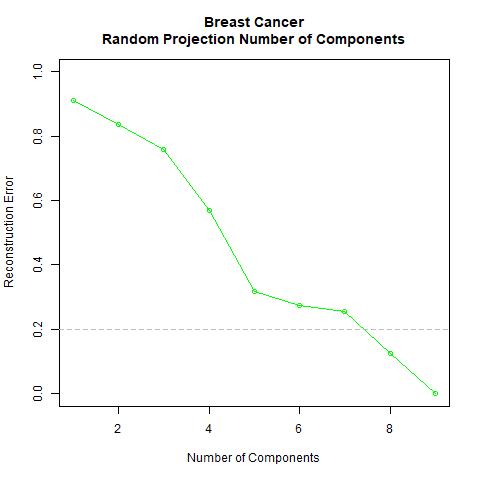 Breast Cancer
Random Projection Number of Components
Reconstruction Error
1.0
0.8
0.6
0.4
0.2
0.0
2
4
6
8
Number of Components